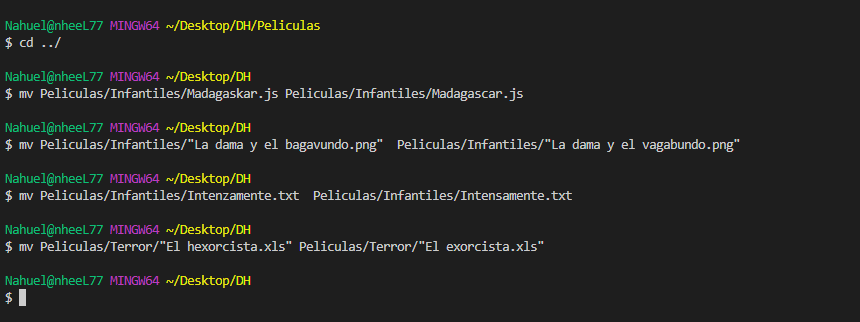 Nahuel@nheeL77 MINGW64 ~/Desktop/DH/Peliculas
$ cd ../
Nahuel@nheeL77 MINGW64 ~/Desktop/DH
$ mv Peliculas/Infantiles/Madagaskar.js Peliculas/Infantiles/Madagascar.js
Nahuel@nheeL77 MINGW64 ~/Desktop/DH
$ mv Peliculas/Infantiles/"La dama y el bagavundo.png"  Peliculas/Infantiles/"La dama y el vagabundo.png"
Nahuel@nheeL77 MINGW64 ~/Desktop/DH
$ mv Peliculas/Infantiles/Intenzamente.txt  Peliculas/Infantiles/Intensamente.txt
Nahuel@nheeL77 MINGW64 ~/Desktop/DH
$ mv Peliculas/Terror/"El hexorcista.xls" Peliculas/Terror/"El exorcista.xls"
Nahuel@nheeL77 MINGW64 ~/Desktop/DH
$